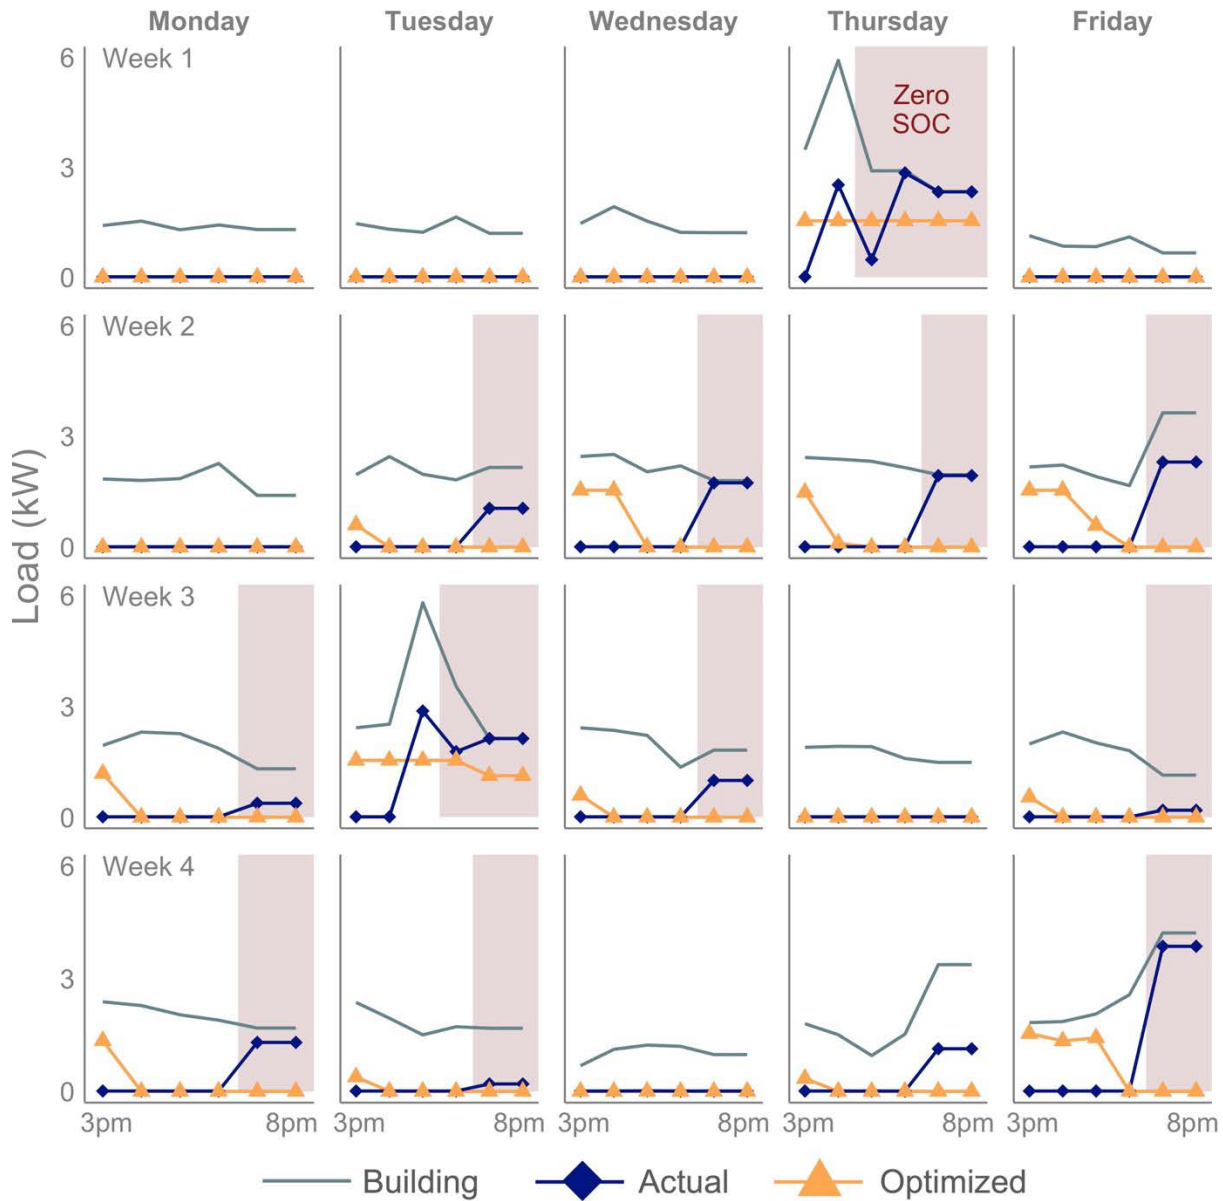 Monday Tuesday Wednesday Thursday Friday
Week 1
Zero
SOC
6
3
0
Week 2
6
3
0
Load (kW)
Week 3
6
3
0
Week 4
6
3
0
3pm 8pm 3pm 8pm 3pm 8pm 3pm 8pm 3pm 8pm
Building Actual Optimized